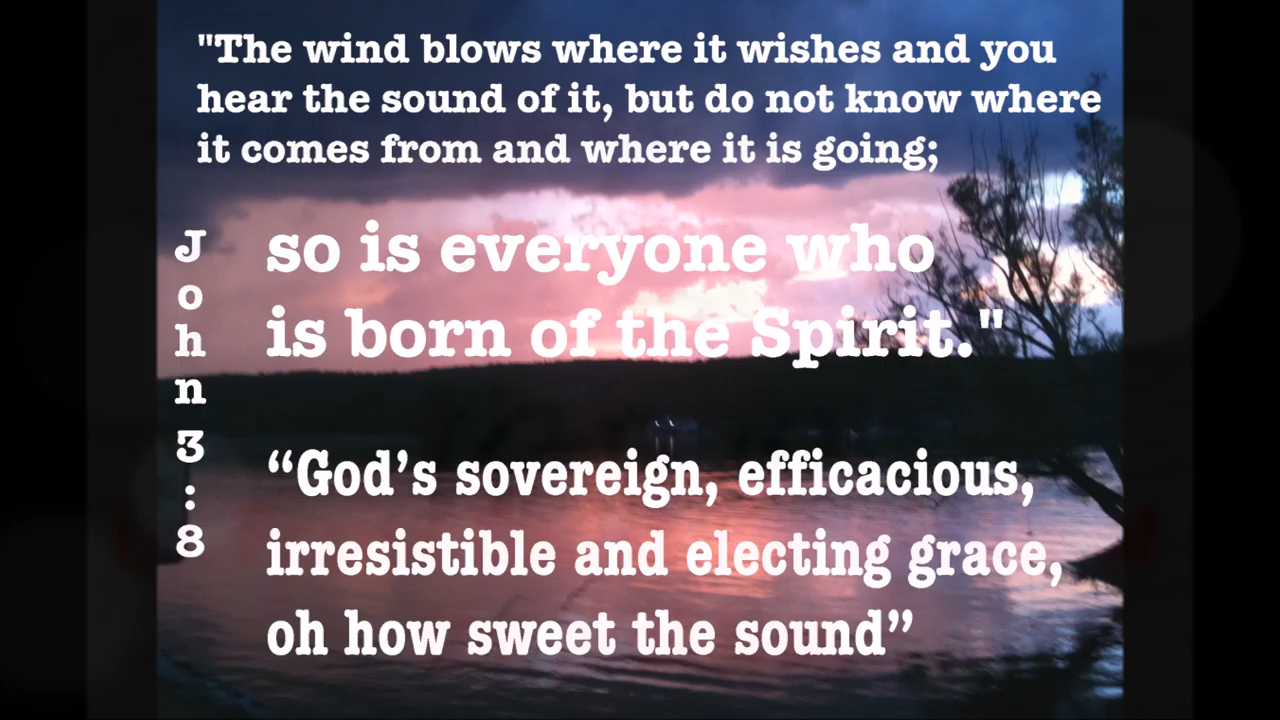 "The wind blows where it wishes and you
hear the sound of it, but do not know where
it comes from and where it is going;
so is everyone who
is born of the Spirit."
John 3:8
“God’s sovereign, efficacious,
irresistible and electing grace,
oh how sweet the sound”